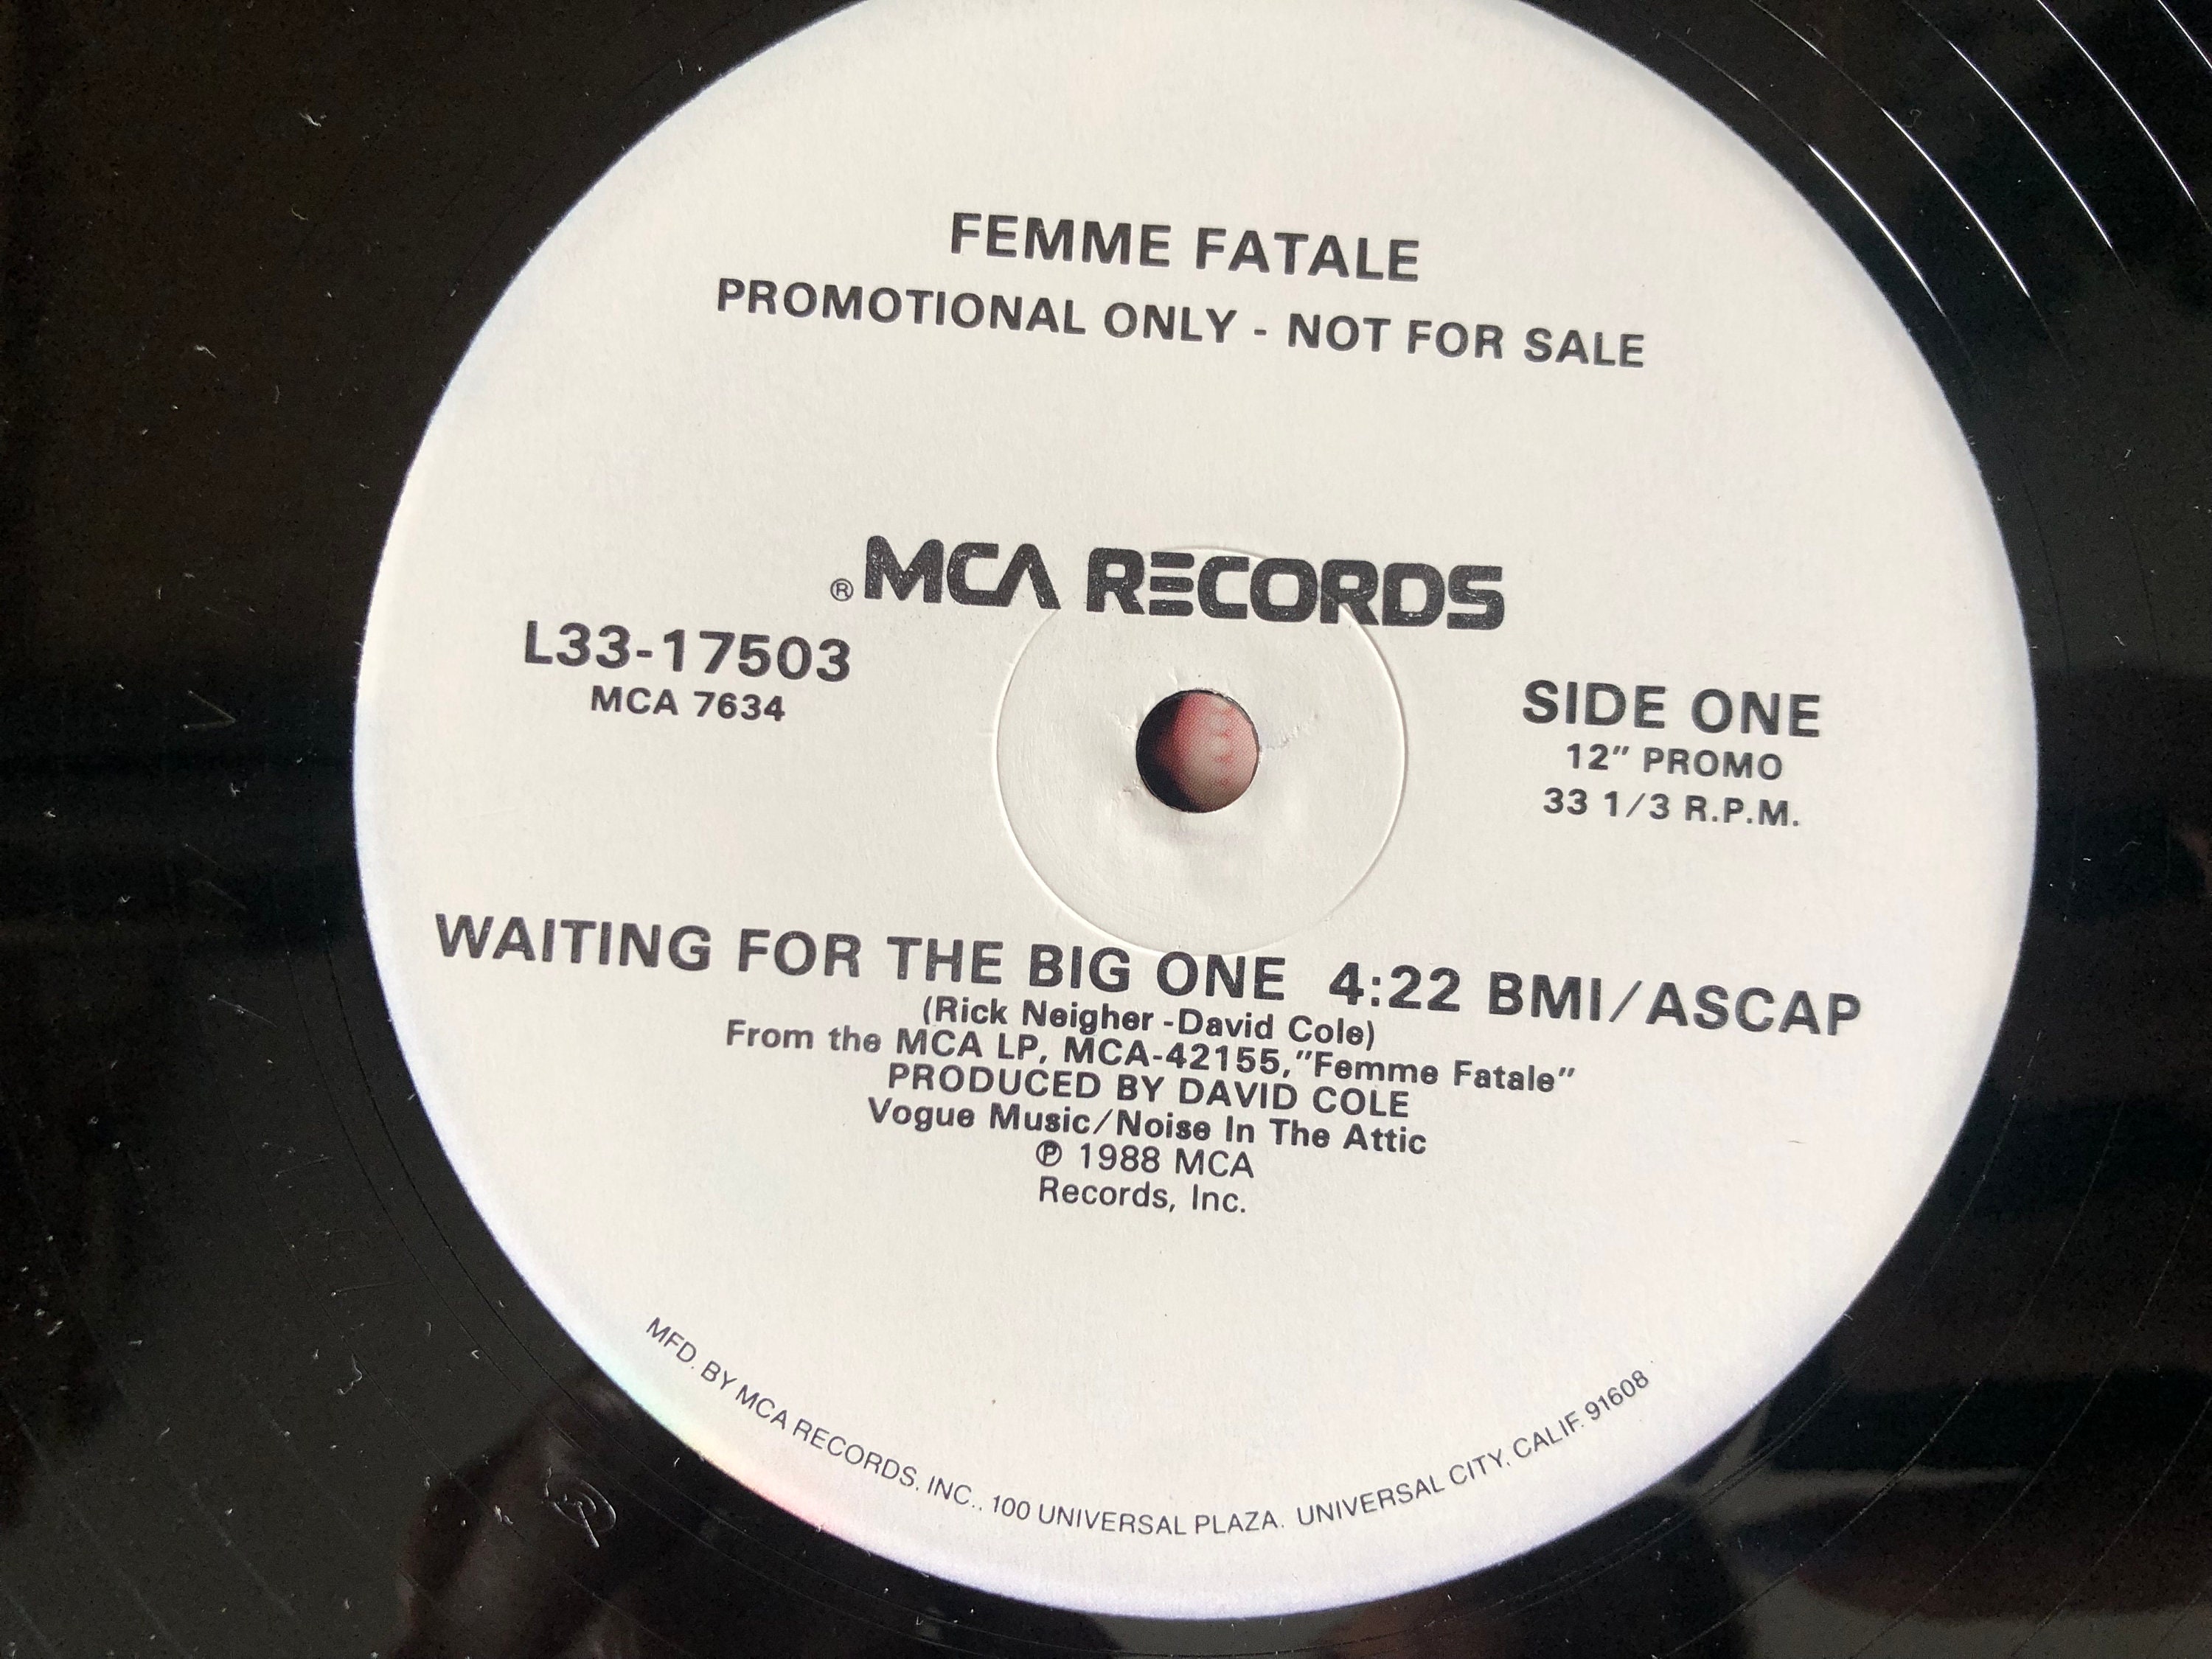 FEMME FATALE
PROMOTIONAL ONLY - NOT FOR SALE
® MCA RECORDS
L33-17503
MCA 7634
SIDE ONE
12" PROMO
33 1/3 R.P.M.
WAITING FOR THE BIG ONE 4:22 BMI/ASCAP
(Rick Neigher -David Cole)
From the MCA LP, MCA-42155, "Femme Fatale"
PRODUCED BY DAVID COLE
Vogue Music/Noise In The Attic
℗ 1988 MCA
Records, Inc.
MFD. BY MCA RECORDS, INC., 100 UNIVERSAL PLAZA. UNIVERSAL CITY, CALIF. 91608